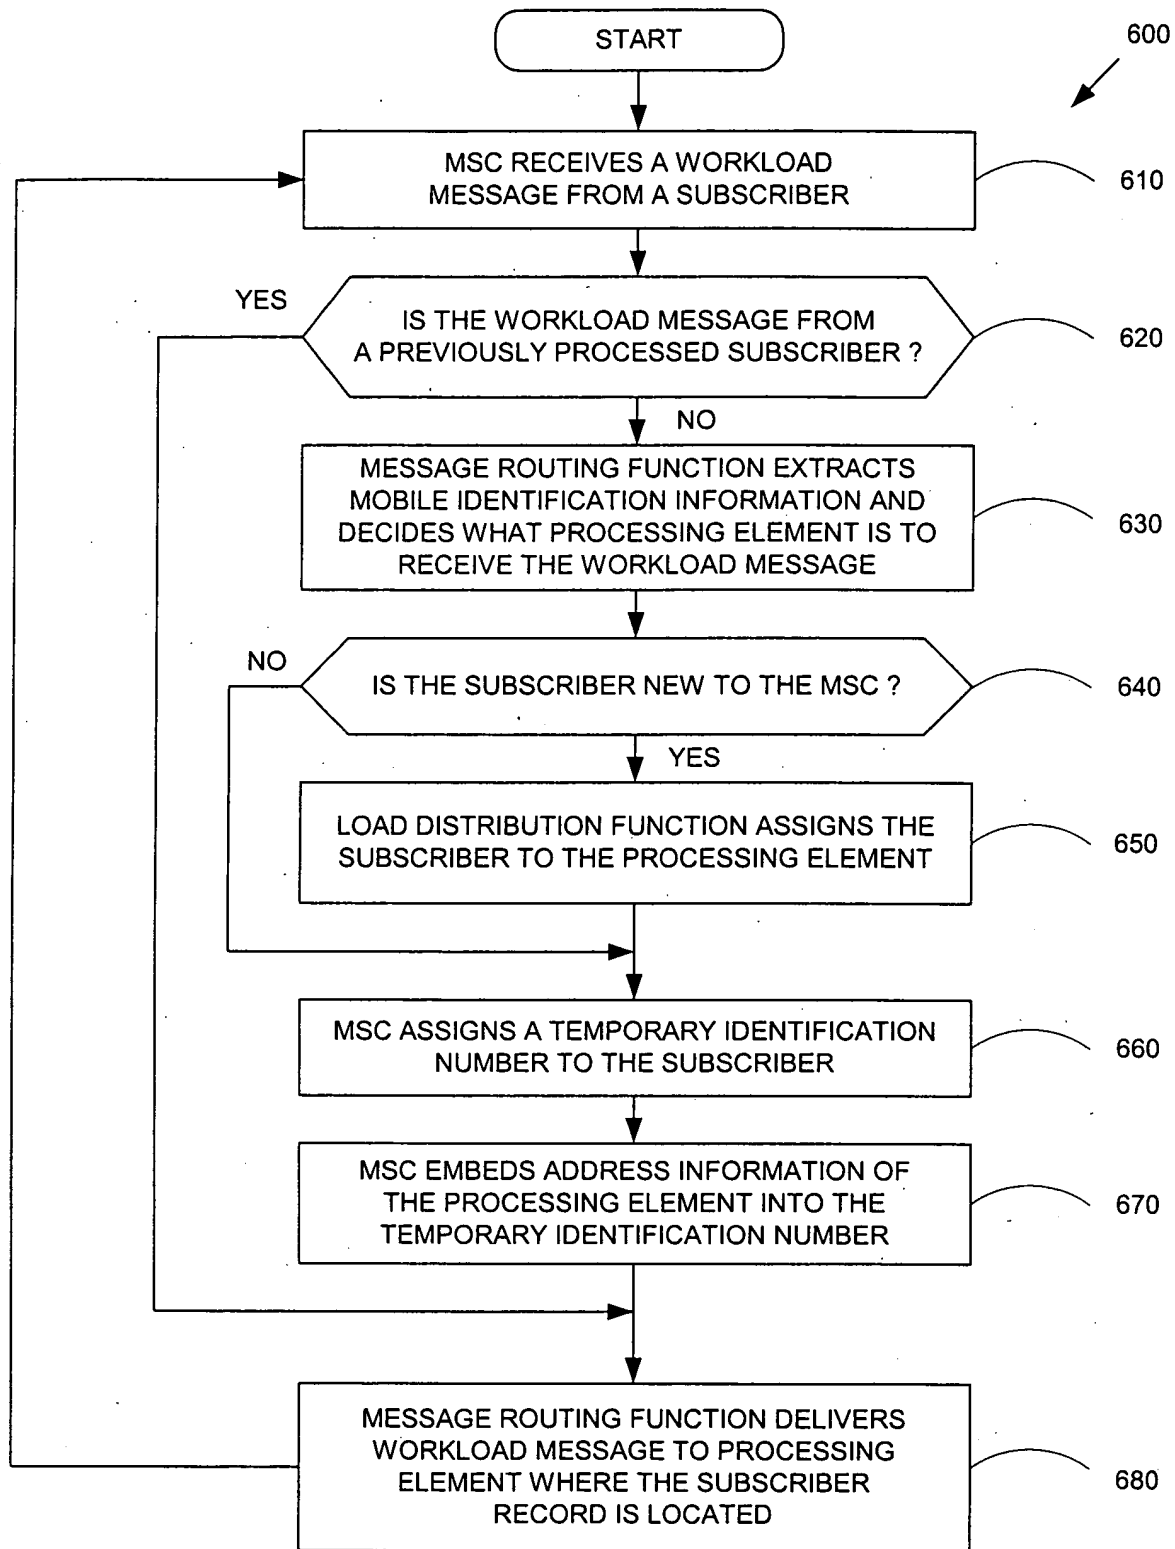 START
600
MSC RECEIVES A WORKLOAD
MESSAGE FROM A SUBSCRIBER
610
YES
IS THE WORKLOAD MESSAGE FROM
A PREVIOUSLY PROCESSED SUBSCRIBER ?
620
NO
MESSAGE ROUTING FUNCTION EXTRACTS
MOBILE IDENTIFICATION INFORMATION AND
DECIDES WHAT PROCESSING ELEMENT IS TO
RECEIVE THE WORKLOAD MESSAGE
630
NO
IS THE SUBSCRIBER NEW TO THE MSC ?
640
YES
LOAD DISTRIBUTION FUNCTION ASSIGNS THE
SUBSCRIBER TO THE PROCESSING ELEMENT
650
MSC ASSIGNS A TEMPORARY IDENTIFICATION
NUMBER TO THE SUBSCRIBER
660
MSC EMBEDS ADDRESS INFORMATION OF
THE PROCESSING ELEMENT INTO THE
TEMPORARY IDENTIFICATION NUMBER
670
MESSAGE ROUTING FUNCTION DELIVERS
WORKLOAD MESSAGE TO PROCESSING
ELEMENT WHERE THE SUBSCRIBER
RECORD IS LOCATED
680